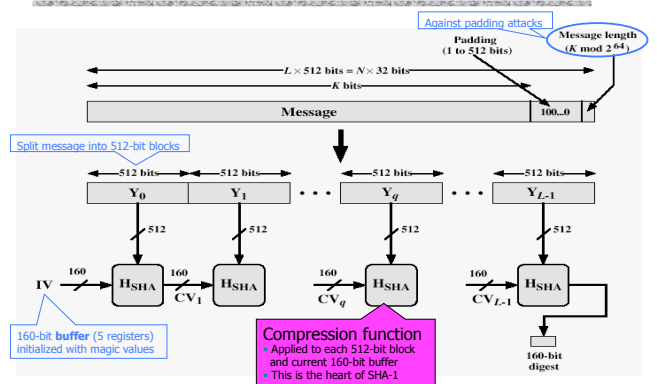 Against padding attacks
Padding
(1 to 512 bits)
Message length
(K mod 2^64)
L × 512 bits = N × 32 bits
K bits
Message
100...0
Split message into 512-bit blocks
512 bits
512 bits
512 bits
512 bits
Y0
Y1
• • •
Yq
• • •
YL-1
512
512
512
512
IV
160
HSHA
160
CV1
HSHA
160
CVq
HSHA
160
CVL-1
HSHA
160-bit buffer (5 registers)
initialized with magic values
Compression function
• Applied to each 512-bit block
and current 160-bit buffer
• This is the heart of SHA-1
160-bit
digest